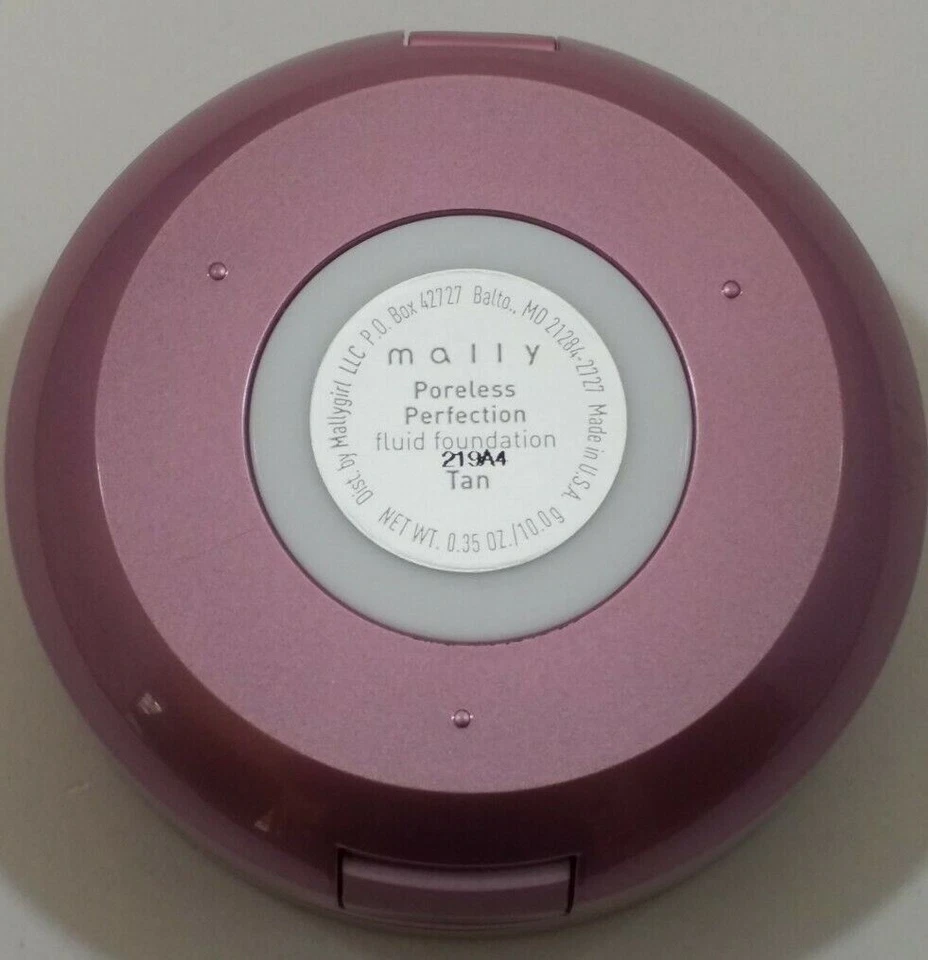 mally
Poreless
Perfection
fluid foundation
219A4
Tan
Dist. by Mallygirl LLC P.O. Box 42727 Balto., MD 21284-2727 Made in U.S.A.
NET WT. 0.35 OZ./10.0g